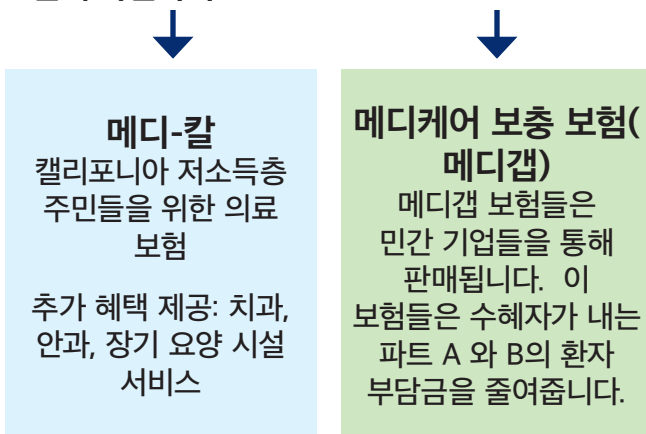 메디-칼
캘리포니아 저소득층
주민들을 위한 의료
보험
추가 혜택 제공: 치과,
안과, 장기 요양 시설
서비스
메디케어 보충 보험(
메디갭)
메디갭 보험들은
민간 기업들을 통해
판매됩니다. 이
보험들은 수혜자가 내는
파트 A 와 B의 환자
부담금을 줄여줍니다.